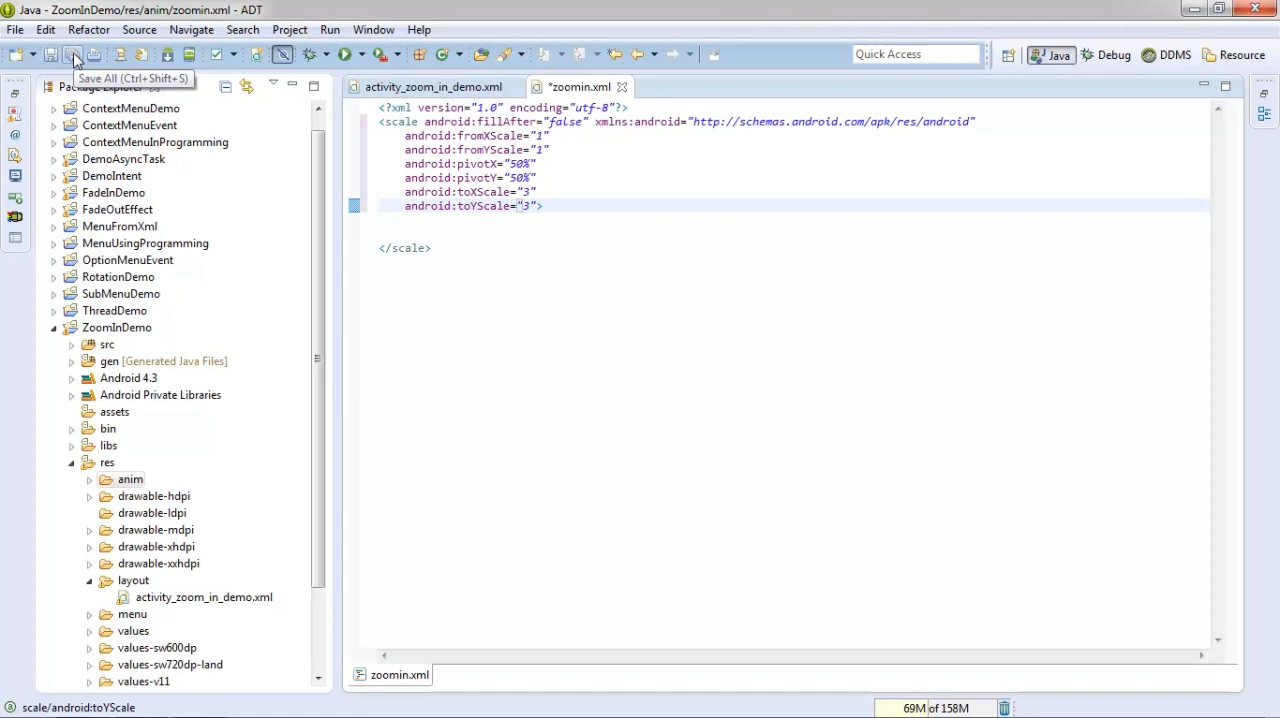 Java - ZoomInDemo/res/anim/zoomin.xml - ADT
File Edit Refactor Source Navigate Search Project Run Window Help
Quick Access
Java
Debug
DDMS
Resource
Save All (Ctrl+Shift+S)
Package Explorer
activity_zoom_in_demo.xml
*zoomin.xml
ContextMenuDemo
ContextMenuEvent
ContextMenuInProgramming
DemoAsyncTask
DemoIntent
FadeInDemo
FadeOutEffect
MenuFromXml
MenuUsingProgramming
OptionMenuEvent
RotationDemo
SubMenuDemo
ThreadDemo
ZoomInDemo
src
gen [Generated Java Files]
Android 4.3
Android Private Libraries
assets
bin
libs
res
anim
drawable-hdpi
drawable-ldpi
drawable-mdpi
drawable-xhdpi
drawable-xxhdpi
layout
activity_zoom_in_demo.xml
menu
values
values-sw600dp
values-sw720dp-land
values-v11
<?xml version="1.0" encoding="utf-8"?>
<scale android:fillAfter="false" xmlns:android="http://schemas.android.com/apk/res/android"
android:fromXScale="1"
android:fromYScale="1"
android:pivotX="50%"
android:pivotY="50%"
android:toXScale="3"
android:toYScale="3">
</scale>
zoomin.xml
scale/android:toYScale
69M of 158M